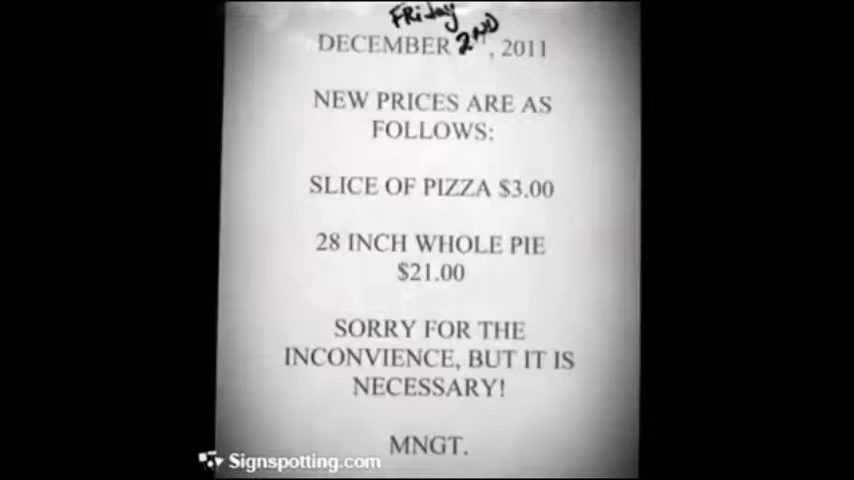 FRiday
DECEMBER 2ND, 2011
NEW PRICES ARE AS
FOLLOWS:
SLICE OF PIZZA $3.00
28 INCH WHOLE PIE
$21.00
SORRY FOR THE
INCONVIENCE, BUT IT IS
NECESSARY!
MNGT.
Signspotting.com